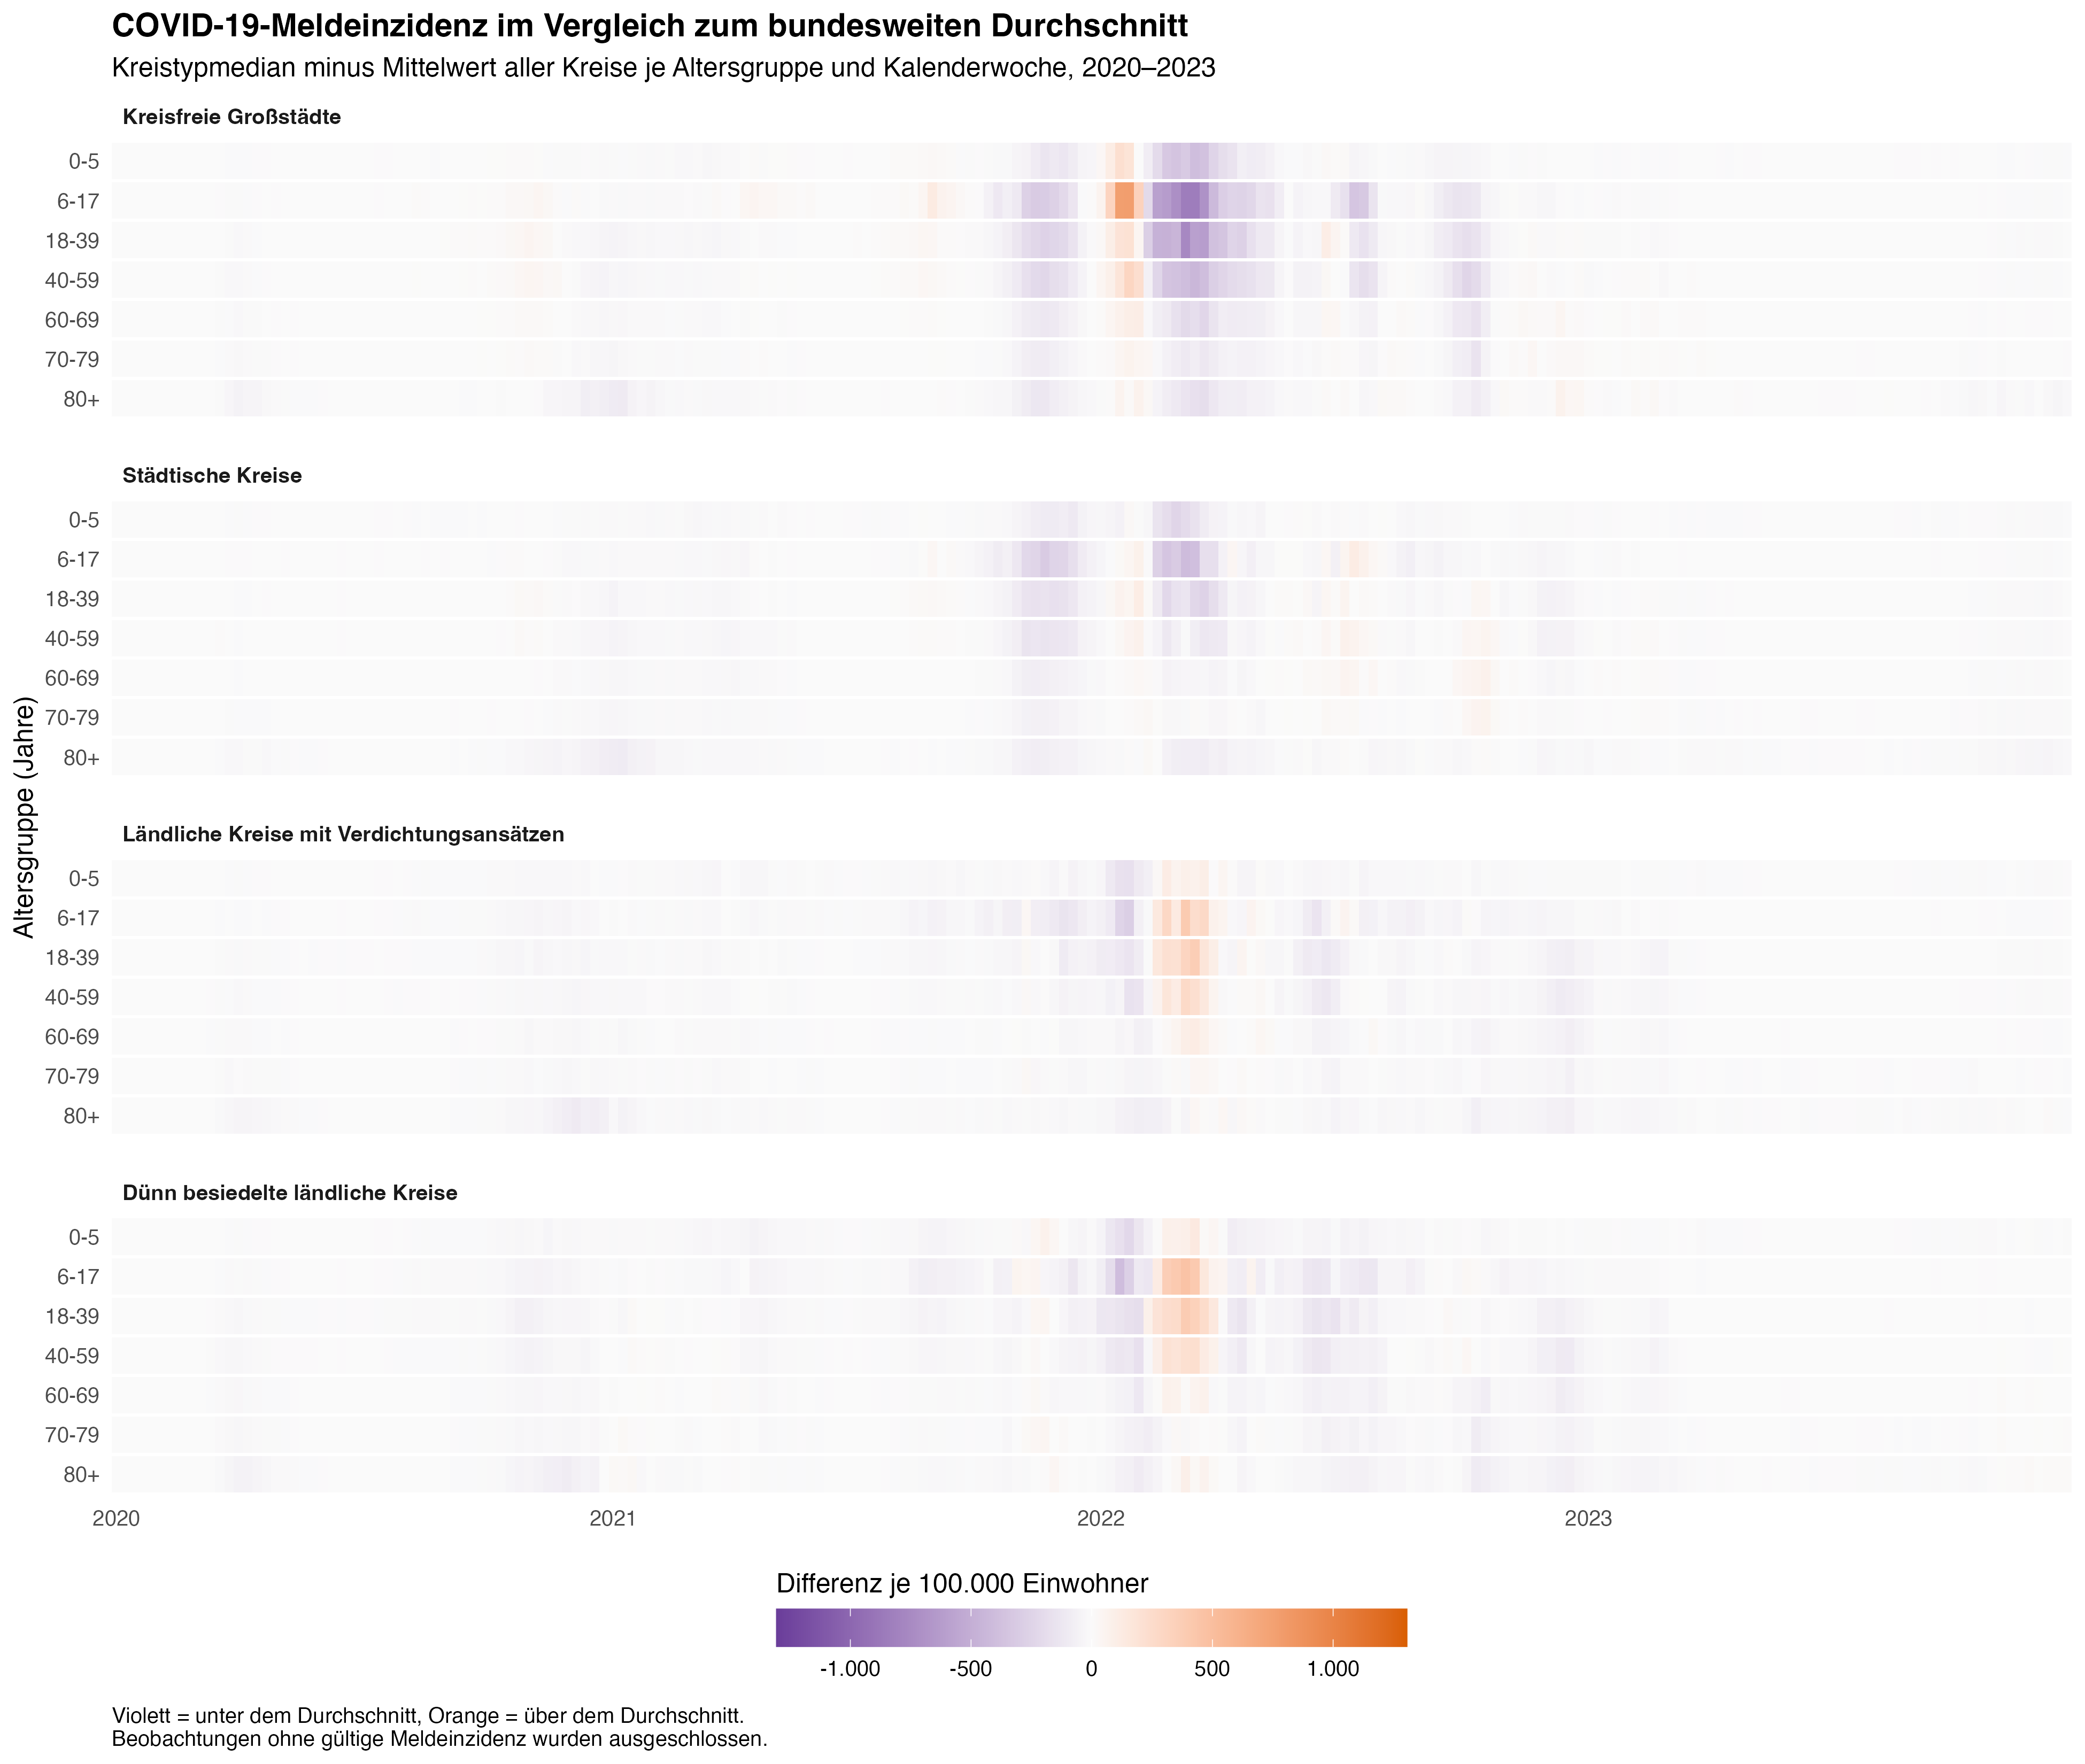 COVID-19-Meldeinzidenz im Vergleich zum bundesweiten Durchschnitt
Kreistypmedian minus Mittelwert aller Kreise je Altersgruppe und Kalenderwoche, 2020–2023
Altersgruppe (Jahre)
Kreisfreie Großstädte
0-5
6-17
18-39
40-59
60-69
70-79
80+
Städtische Kreise
0-5
6-17
18-39
40-59
60-69
70-79
80+
Ländliche Kreise mit Verdichtungsansätzen
0-5
6-17
18-39
40-59
60-69
70-79
80+
Dünn besiedelte ländliche Kreise
0-5
6-17
18-39
40-59
60-69
70-79
80+
2020 2021 2022 2023
Differenz je 100.000 Einwohner
-1.000 -500 0 500 1.000
Violett = unter dem Durchschnitt, Orange = über dem Durchschnitt.
Beobachtungen ohne gültige Meldeinzidenz wurden ausgeschlossen.